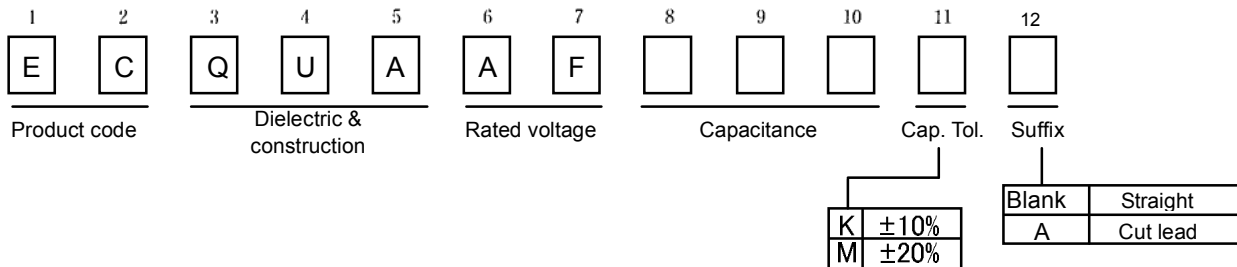 1 2 3 4 5 6 7 8 9 10 11 12
E C Q U A A F
Product code
Dielectric &
construction
Rated voltage
Capacitance
Cap. Tol.
Suffix
K ±10%
M ±20%
Blank Straight
A Cut lead